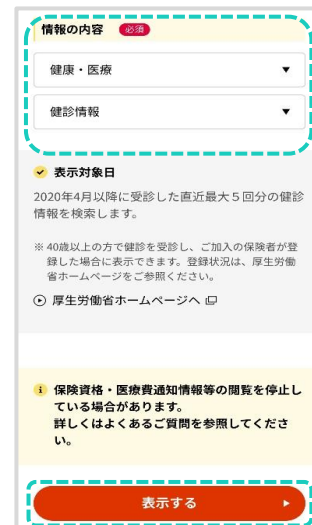 情報の内容 必須
健康・医療 ▼
健診情報 ▼
表示対象日
2020年4月以降に受診した直近最大5回分の健診
情報を検索します。
※ 40歳以上の方で健診を受診し、ご加入の保険者が登
録した場合に表示できます。登録状況は、厚生労働
省ホームページをご参照ください。
厚生労働省ホームページへ
保険資格・医療費通知情報等の閲覧を停止し
ている場合があります。
詳しくはよくあるご質問を参照してくださ
い。
表示する